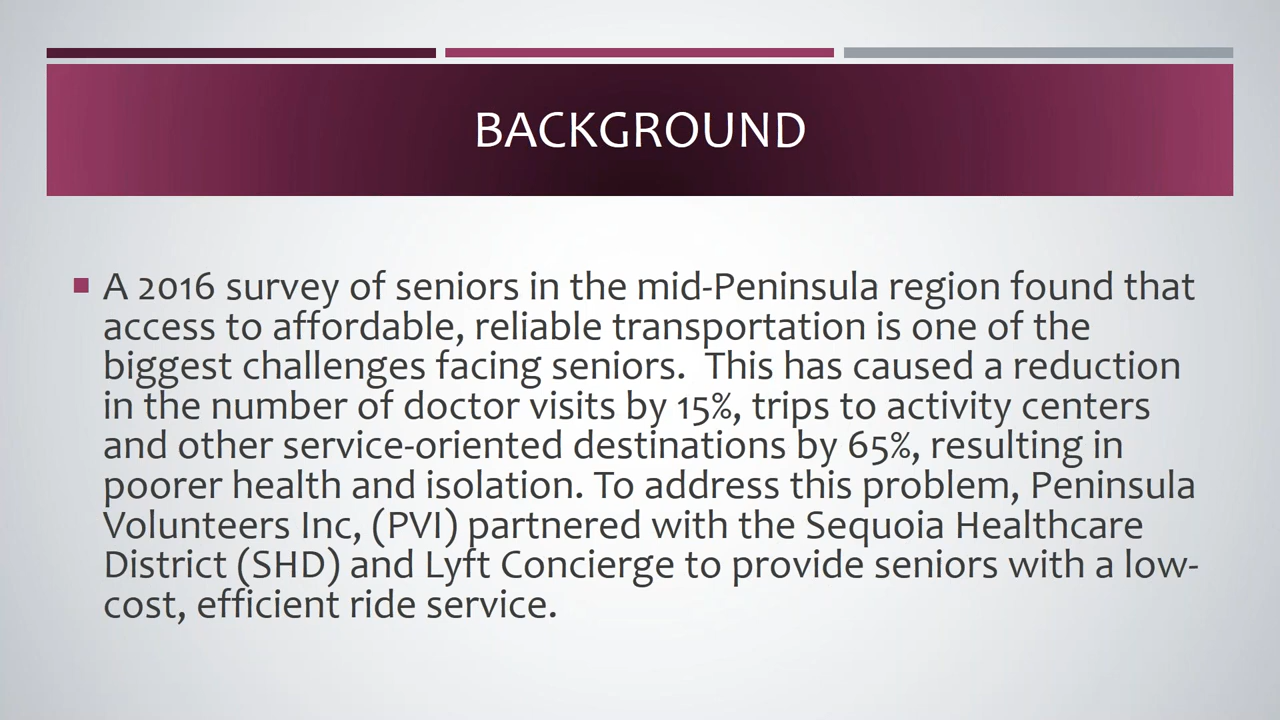 BACKGROUND
A 2016 survey of seniors in the mid-Peninsula region found that
access to affordable, reliable transportation is one of the
biggest challenges facing seniors.  This has caused a reduction
in the number of doctor visits by 15%, trips to activity centers
and other service-oriented destinations by 65%, resulting in
poorer health and isolation. To address this problem, Peninsula
Volunteers Inc, (PVI) partnered with the Sequoia Healthcare
District (SHD) and Lyft Concierge to provide seniors with a low-
cost, efficient ride service.